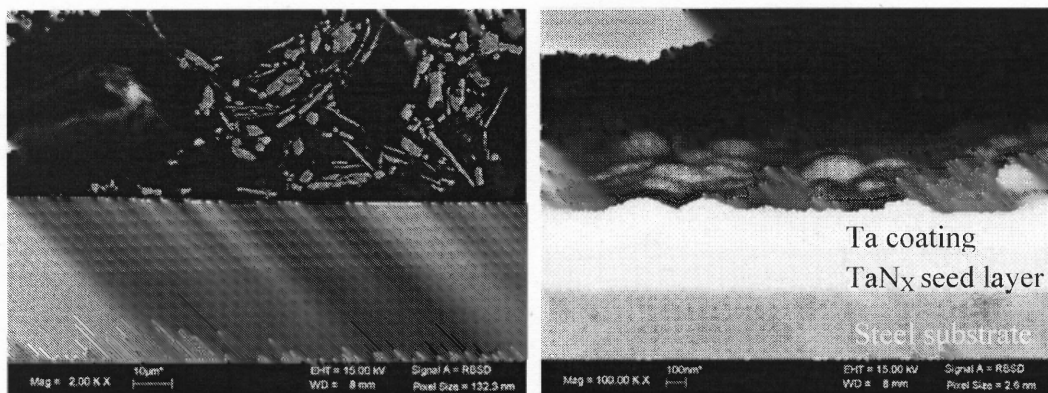 Mag = 2.00 K X
10µm*
EHT = 15.00 kV
WD = 8 mm
Signal A = RBSD
Pixel Size = 132.3 nm
Ta coating
TaNX seed layer
Steel substrate
Mag = 100.00 K X
100nm*
EHT = 15.00 kV
WD = 8 mm
Signal A = RBSD
Pixel Size = 2.6 nm